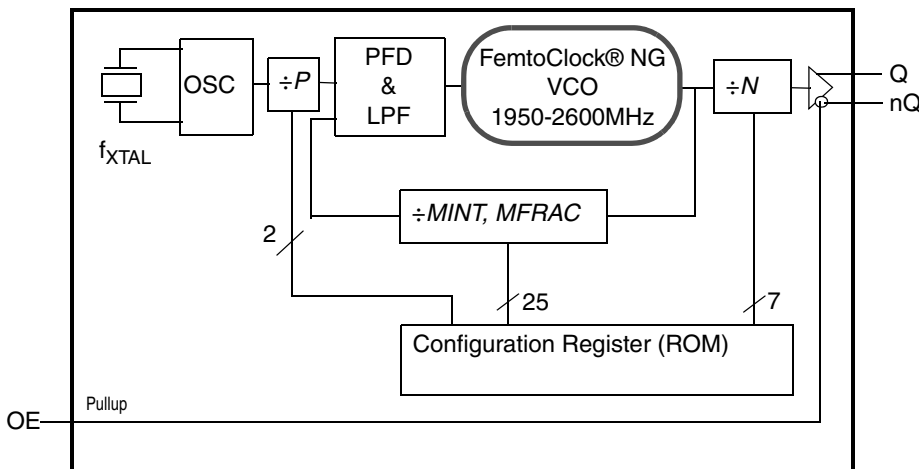 PFD
&
LPF
FemtoClock® NG
VCO
1950-2600MHz
OSC
÷P
÷N
Q
nQ
fXTAL
÷MINT, MFRAC
2
25
7
Configuration Register (ROM)
Pullup
OE